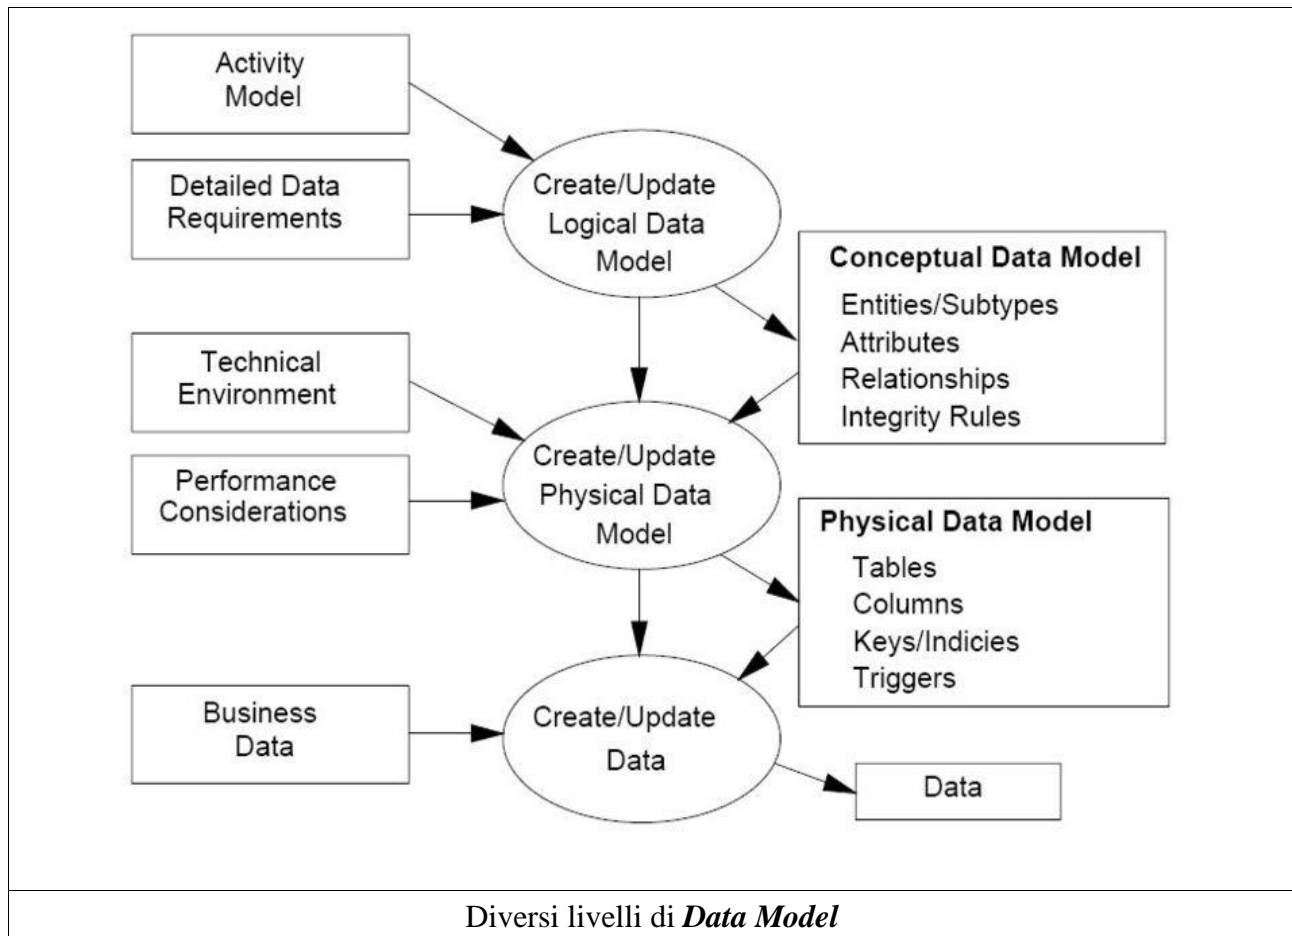 Activity
Model
Detailed Data
Requirements
Create/Update
Logical Data
Model
Conceptual Data Model
Entities/Subtypes
Attributes
Relationships
Integrity Rules
Technical
Environment
Performance
Considerations
Create/Update
Physical Data
Model
Physical Data Model
Tables
Columns
Keys/Indicies
Triggers
Business
Data
Create/Update
Data
Data
Diversi livelli di Data Model